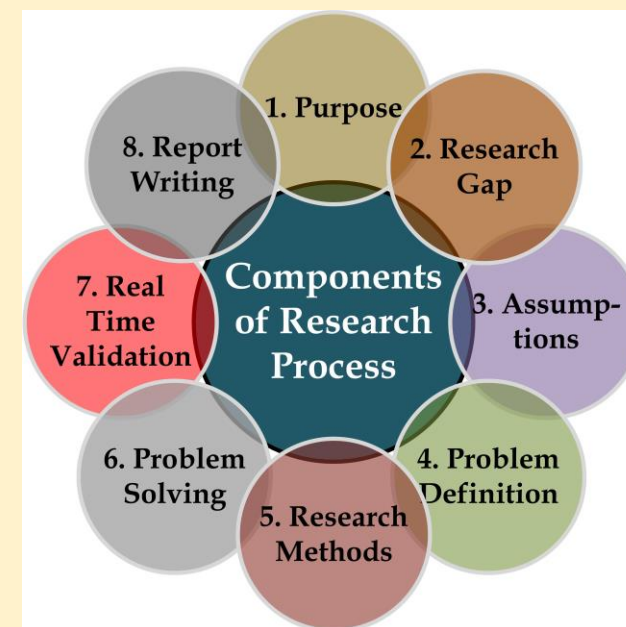 Components
of Research
Process
1. Purpose
2. Research
Gap
3. Assump-
tions
4. Problem
Definition
5. Research
Methods
6. Problem
Solving
7. Real
Time
Validation
8. Report
Writing